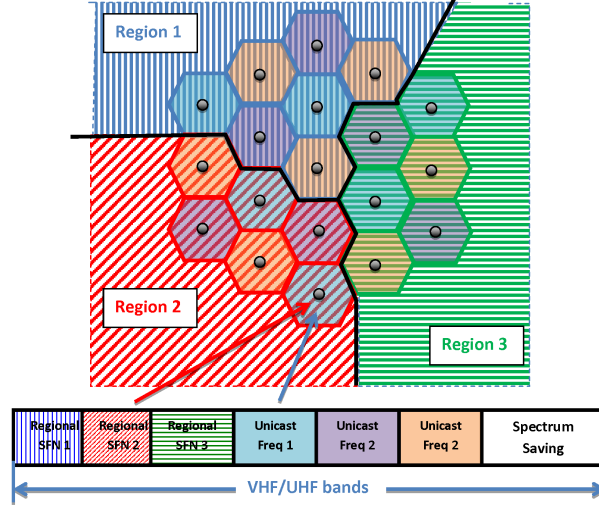 Region 1
Region 2
Region 3
Regional
SFN 1
Regional
SFN 2
Regional
SFN 3
Unicast
Freq 1
Unicast
Freq 2
Unicast
Freq 2
Spectrum
Saving
VHF/UHF bands